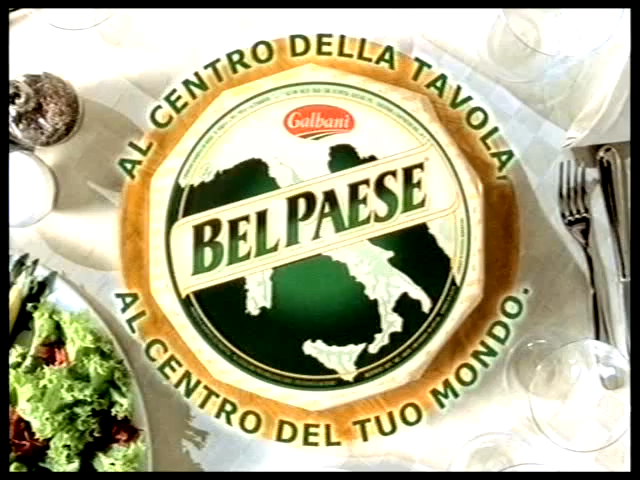 AL CENTRO DELLA TAVOLA,
Galbani
BEL PAESE
AL CENTRO DEL TUO MONDO.